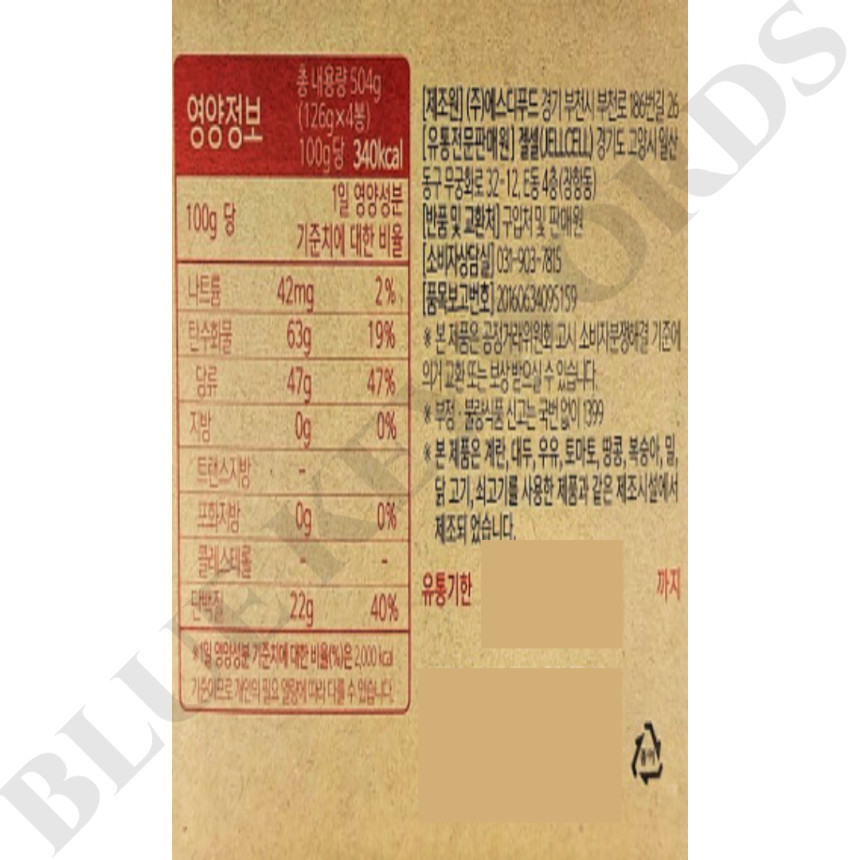 영양정보
총 내용량 504g
(126g×4봉)
100g당 340kcal
100g 당
1일 영양성분
기준치에 대한 비율
나트륨 42mg 2%
탄수화물 63g 19%
당류 47g 47%
지방 0g 0%
트랜스지방 -
포화지방 0g 0%
콜레스테롤 - -
단백질 22g 40%
*1일 영양성분 기준치에 대한 비율(%)은 2,000 kcal
기준이므로 개인의 필요 열량에 따라 다를 수 있습니다.
[제조원] (주)에스디푸드 경기 부천시 부천로 186번길 26
[유통전문판매원] 젤셀(JELLCELL) 경기도 고양시 일산
동구 무궁화로 32-12, E동 4층(장항동)
[반품 및 교환처] 구입처 및 판매원
[소비자상담실] 031-903-7815
[품목보고번호] 20160634095159
※ 본 제품은 공정거래위원회 고시 소비자분쟁해결 기준에
의거 교환 또는 보상 받으실 수 있습니다.
※ 부정·불량식품 신고는 국번 없이 1399
※ 본 제품은 계란, 대두, 우유, 토마토, 땅콩, 복숭아, 밀,
닭 고기, 쇠고기를 사용한 제품과 같은 제조시설에서
제조되 었습니다.
유통기한 까지